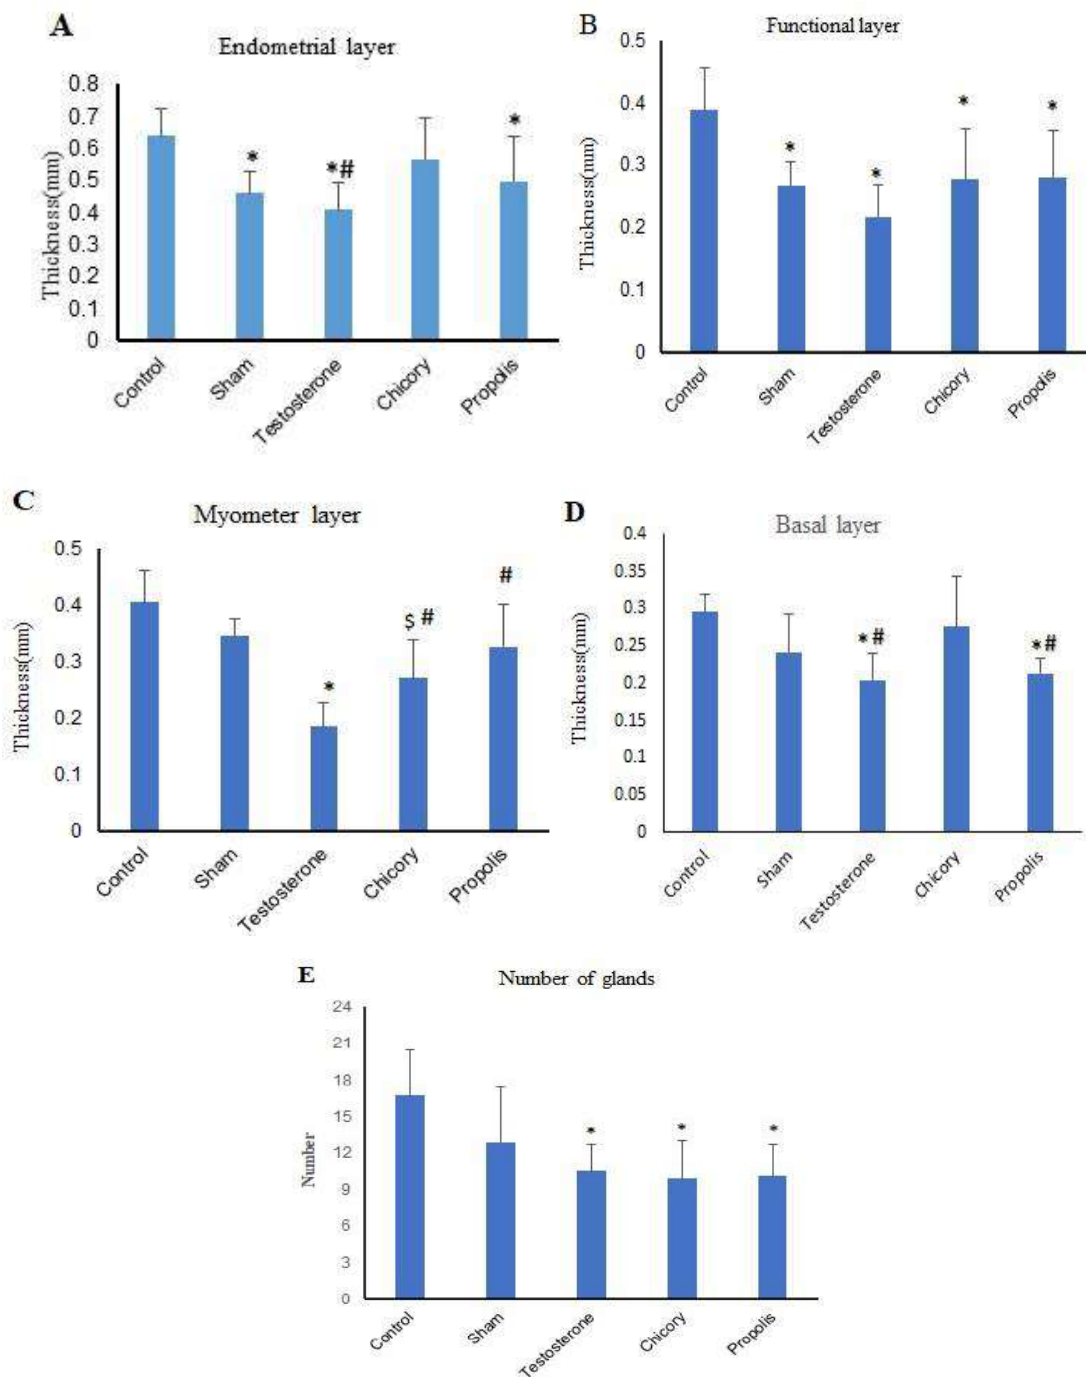 A
Endometrial layer
Thickness(mm)
0.8
0.7
0.6
0.5
0.4
0.3
0.2
0.1
0
*
*#
*
Control
Sham
Testosterone
Chicory
Propolis
B
Functional layer
Thickness(mm)
0.5
0.4
0.3
0.2
0.1
0
*
*
*
*
Control
Sham
Testosterone
Chicory
Propolis
C
Myometer layer
Thickness(mm)
0.5
0.4
0.3
0.2
0.1
0
*
$ #
#
Control
Sham
Testosterone
Chicory
Propolis
D
Basal layer
Thickness(mm)
0.4
0.35
0.3
0.25
0.2
0.15
0.1
0.05
0
*#
*#
Control
Sham
Testosterone
Chicory
Propolis
E
Number of glands
Number
24
21
18
15
12
9
6
3
0
*
*
*
Control
Sham
Testosterone
Chicory
Propolis